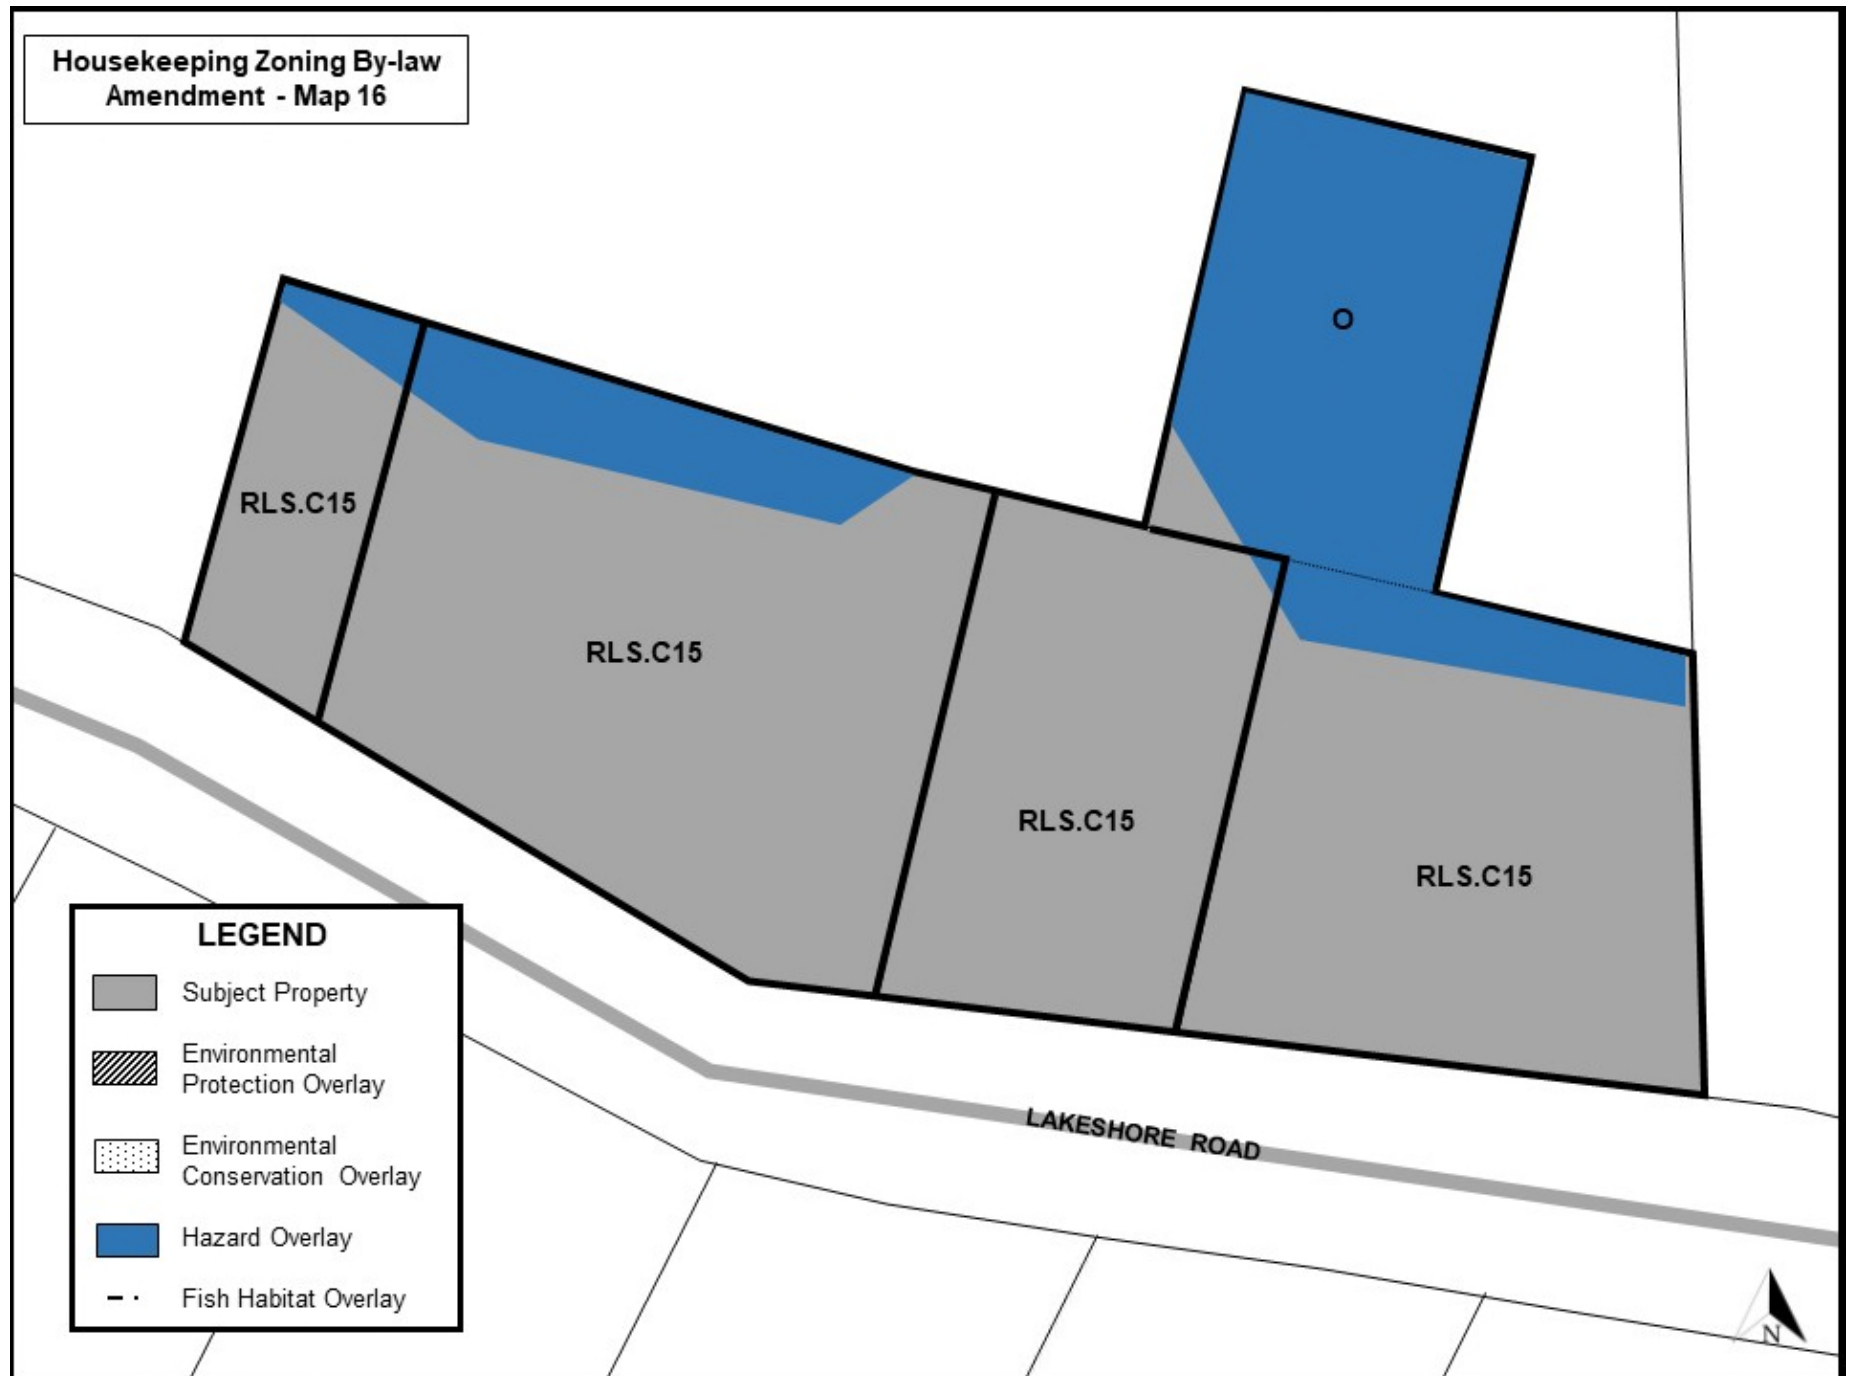 Housekeeping Zoning By-law
Amendment - Map 16
O
RLS.C15
RLS.C15
RLS.C15
RLS.C15
LAKESHORE ROAD
LEGEND
Subject Property
Environmental
Protection Overlay
Environmental
Conservation Overlay
Hazard Overlay
Fish Habitat Overlay
N